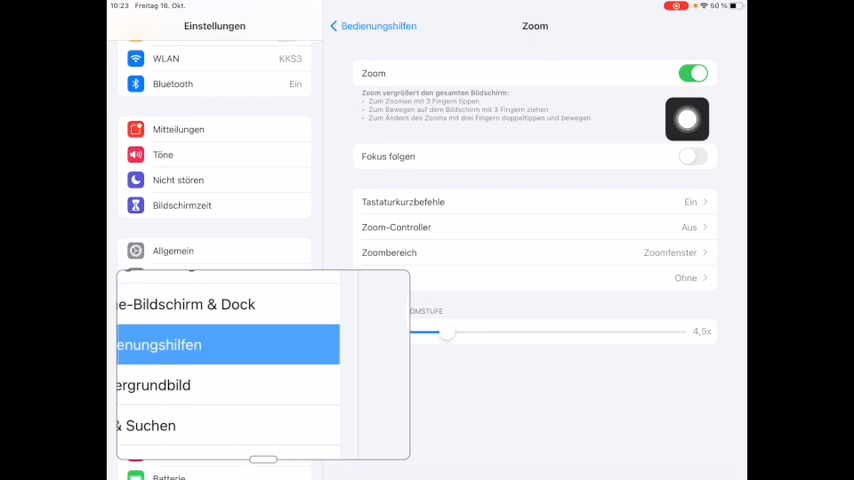 10:23 Freitag 16. Okt.
50 %
Einstellungen
WLAN KK$3
Bluetooth Ein
Mitteilungen
Töne
Nicht stören
Bildschirmzeit
Allgemein
e-Bildschirm & Dock
enungshilfen
ergrundbild
& Suchen
Batterie
Bedienungshilfen
Zoom
Zoom
Zoom vergrößert den gesamten Bildschirm:
• Zum Zoomen mit 3 Fingern tippen
• Zum Bewegen auf dem Bildschirm mit 3 Fingern ziehen
• Zum Ändern des Zooms mit drei Fingern doppeltippen und bewegen
Fokus folgen
Tastaturkurzbefehle Ein
Zoom-Controller Aus
Zoombereich Zoomfenster
Ohne
OMSTUFE
4,5x